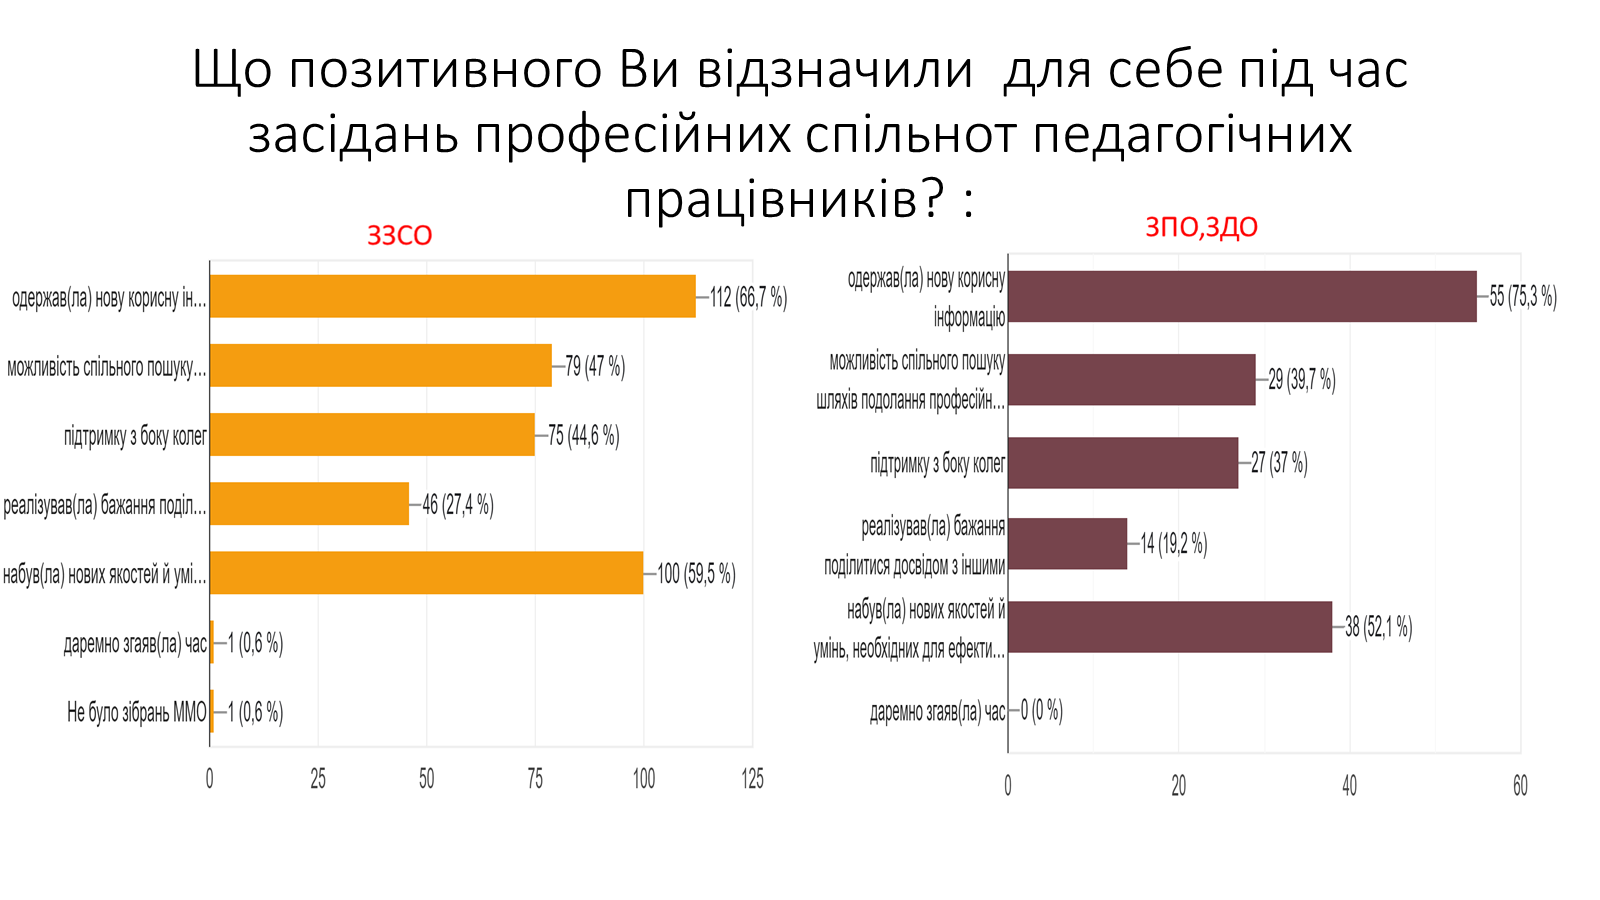 Що позитивного Ви відзначили  для себе під час
засідань професійних спільнот педагогічних
працівників? :
ЗЗСО
одержав(ла) нову корисну ін...
112 (66,7 %)
можливість спільного пошуку...
79 (47 %)
підтримку з боку колег
75 (44,6 %)
реалізував(ла) бажання поділ...
46 (27,4 %)
набув(ла) нових якостей й умі...
100 (59,5 %)
даремно згаяв(ла) час
1 (0,6 %)
Не було зібрань ММО
1 (0,6 %)
0 25 50 75 100 125
ЗПО,ЗДО
одержав(ла) нову корисну
інформацію
55 (75,3 %)
можливість спільного пошуку
шляхів подолання професійн...
29 (39,7 %)
підтримку з боку колег
27 (37 %)
реалізував(ла) бажання
поділитися досвідом з іншими
14 (19,2 %)
набув(ла) нових якостей й
умінь, необхідних для ефекти...
38 (52,1 %)
даремно згаяв(ла) час
0 (0 %)
0 20 40 60